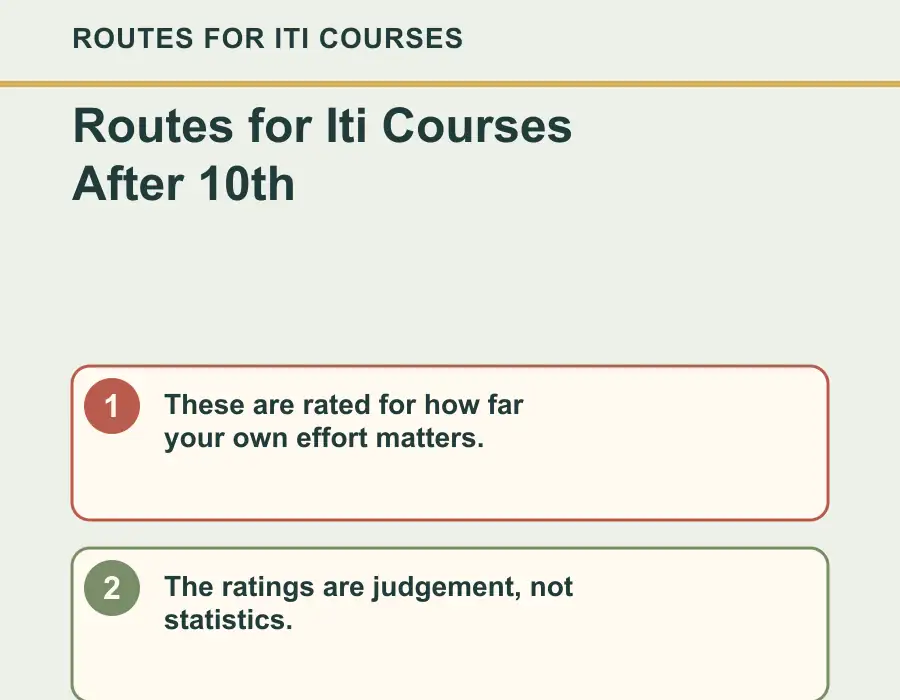 ROUTES FOR ITI COURSES
Routes for Iti Courses
After 10th
1
These are rated for how far
your own effort matters.
2
The ratings are judgement, not
statistics.